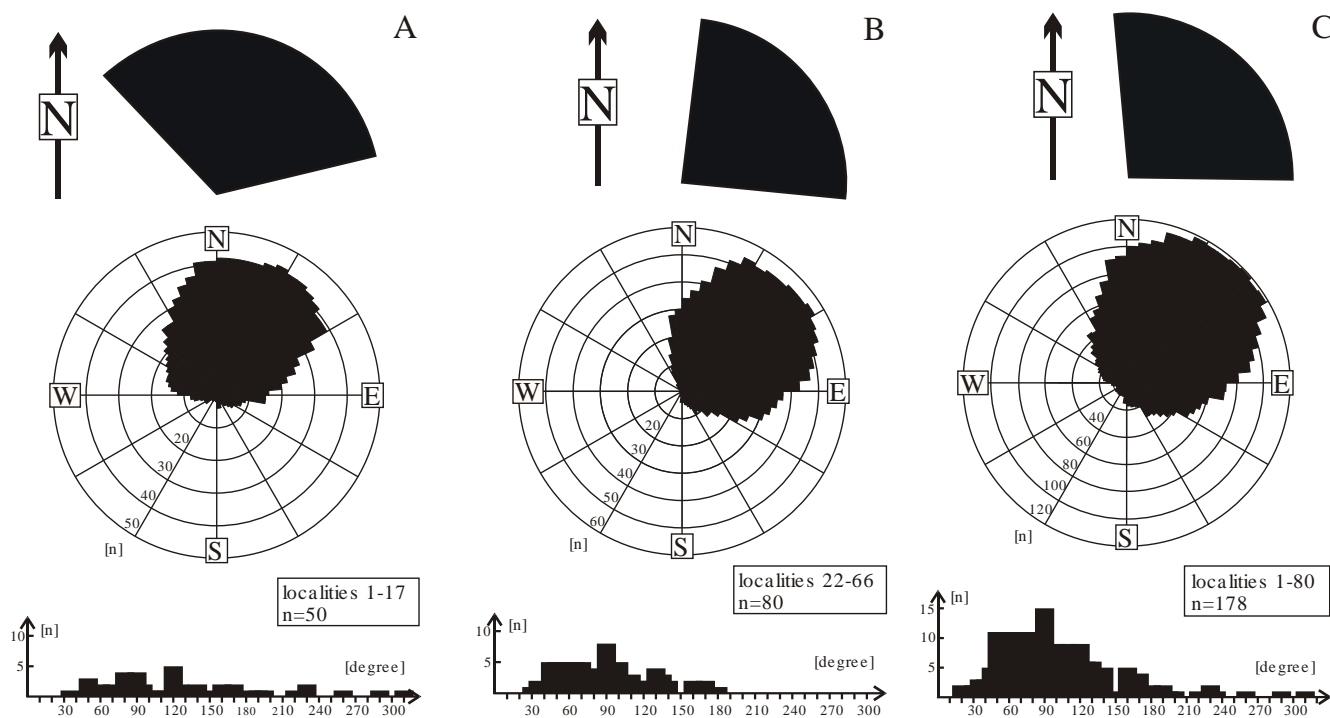 A
B
C
N
N
N
N
N
N
W
E
W
E
W
E
20
30
40
50
20
30
40
50
60
40
60
80
100
120
[n]
[n]
[n]
S
S
S
localities 1-17
n=50
localities 22-66
n=80
localities 1-80
n=178
10
5
[n]
[degree]
30 60 90 120 150 180 210 240 270 300
10
5
[n]
[degree]
30 60 90 120 150 180 210 240 270 300
15
10
5
[n]
[degree]
30 60 90 120 150 180 210 240 270 300